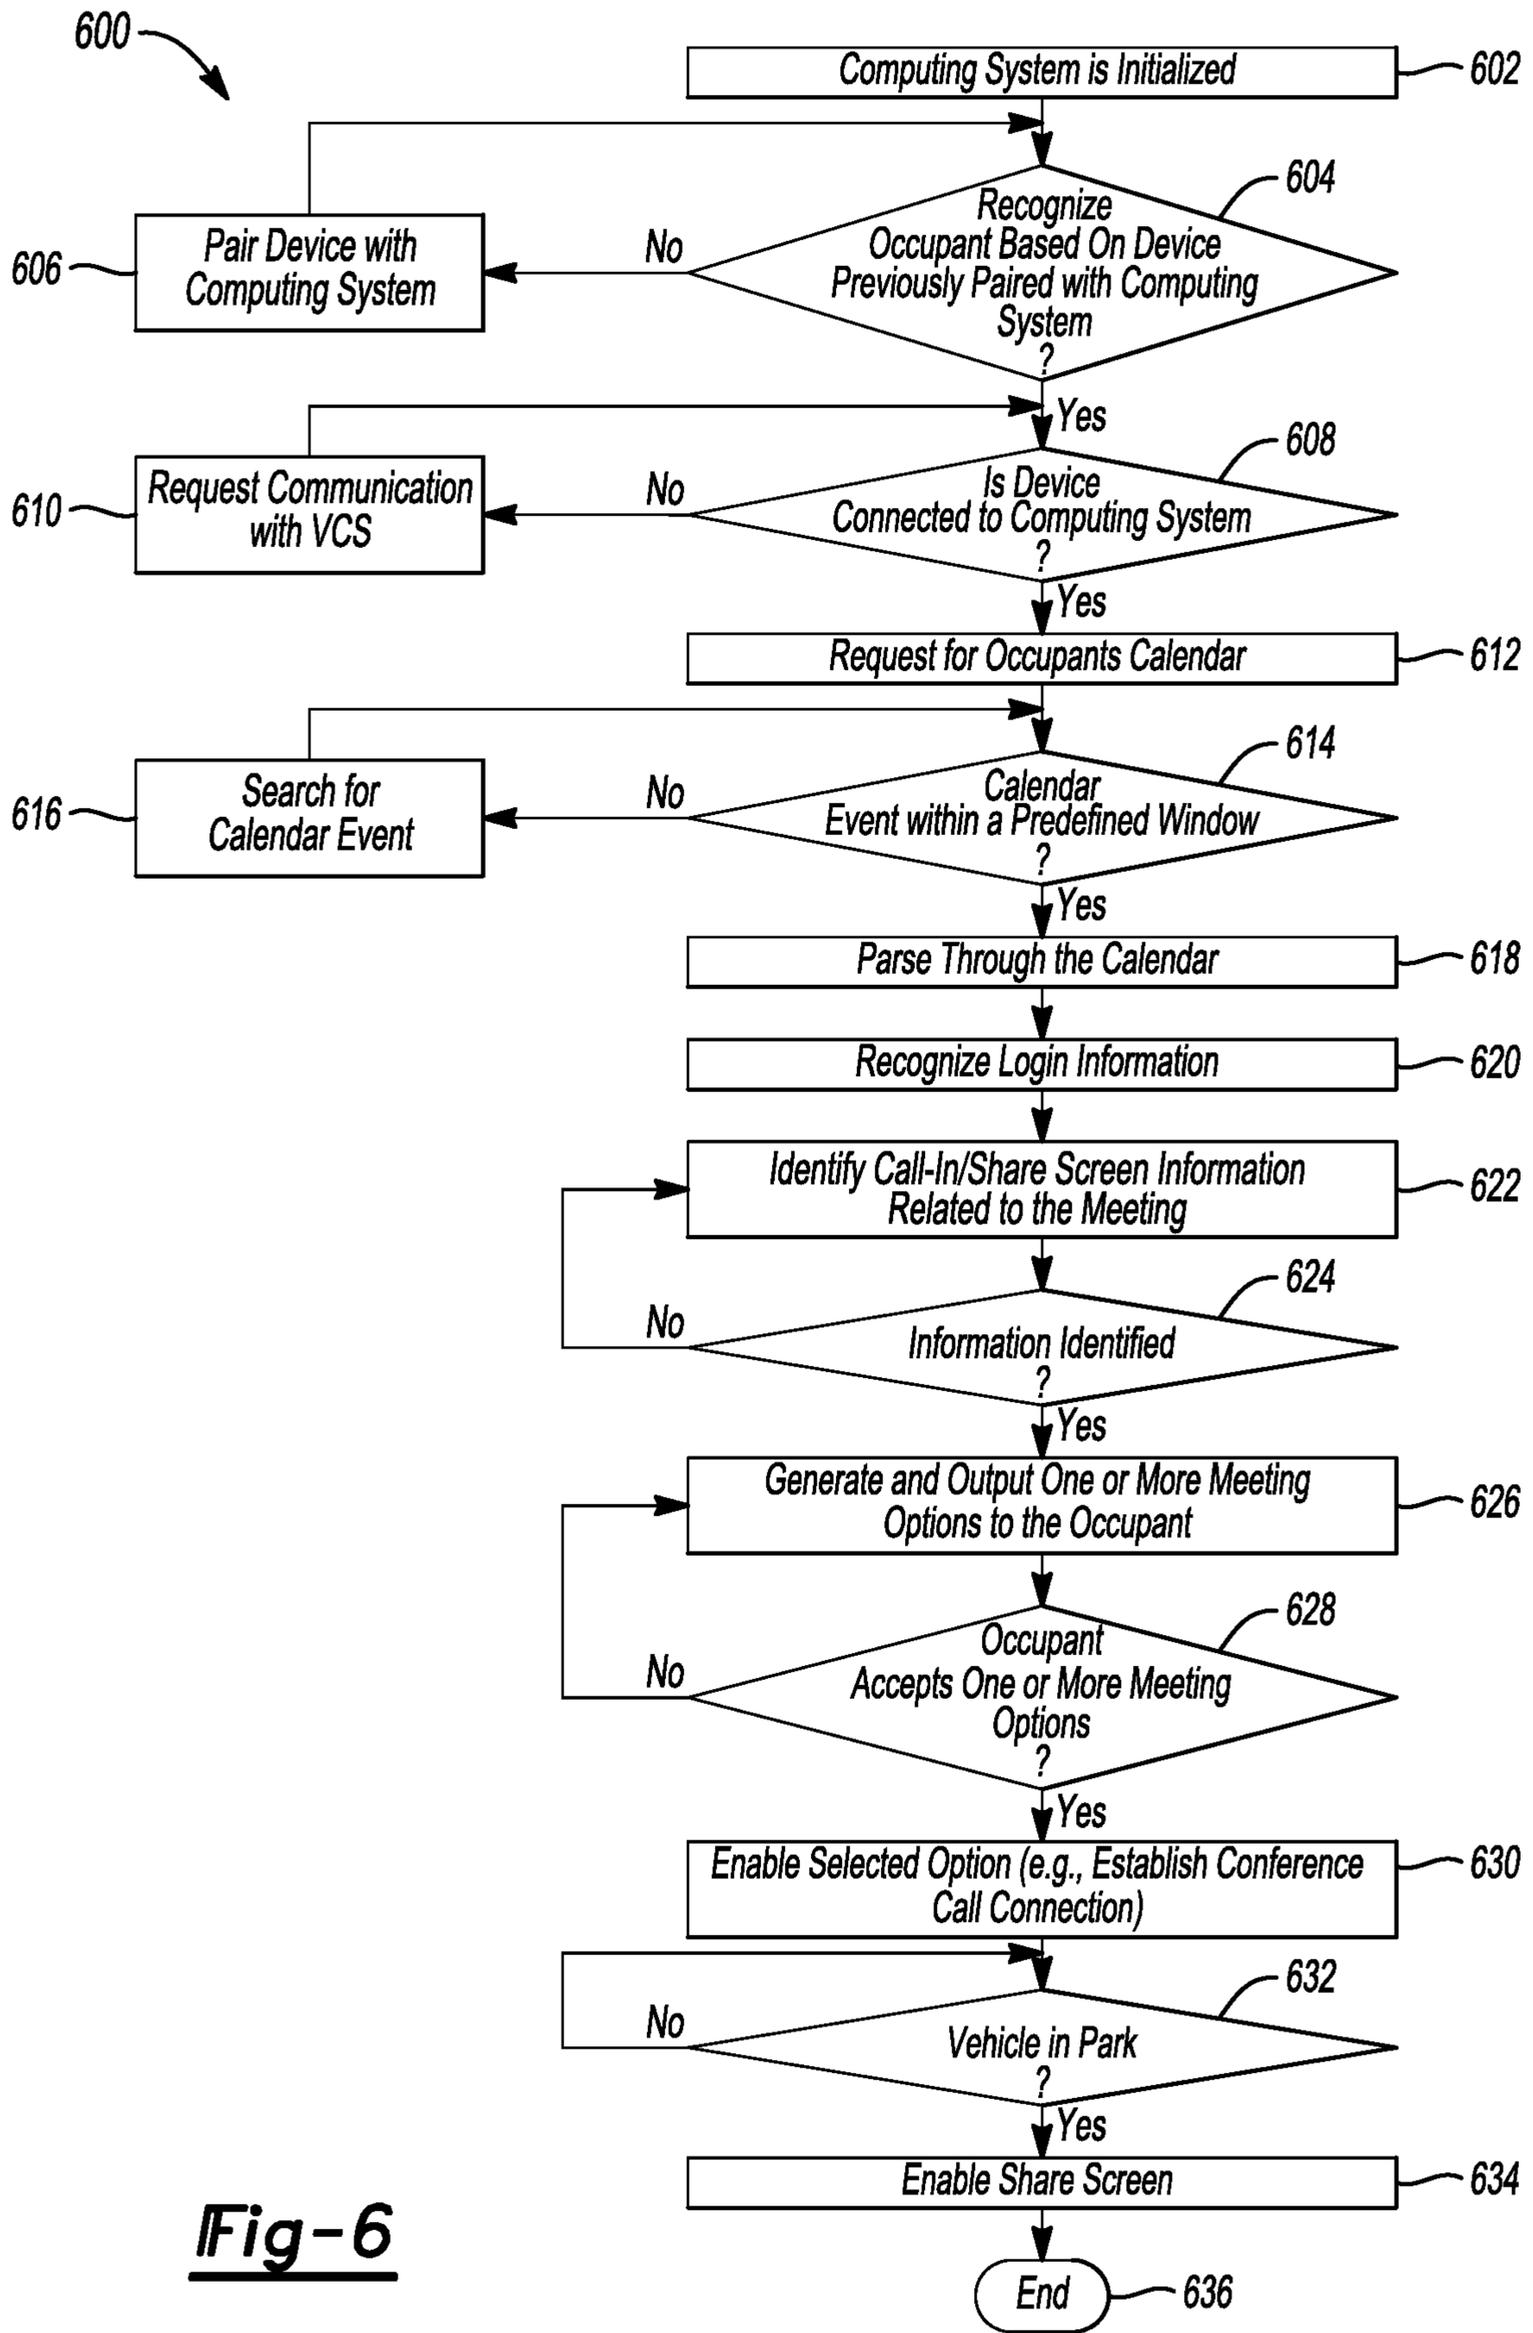 600
Computing System is Initialized
602
604
Recognize
Occupant Based On Device
Previously Paired with Computing
System
?
No
Pair Device with
Computing System
606
Yes
608
Is Device
Connected to Computing System
?
No
Request Communication
with VCS
610
Yes
Request for Occupants Calendar
612
614
Calendar
Event within a Predefined Window
?
No
Search for
Calendar Event
616
Yes
Parse Through the Calendar
618
Recognize Login Information
620
Identify Call-In/Share Screen Information
Related to the Meeting
622
624
Information Identified
?
No
Yes
Generate and Output One or More Meeting
Options to the Occupant
626
628
Occupant
Accepts One or More Meeting
Options
?
No
Yes
Enable Selected Option (e.g., Establish Conference
Call Connection)
630
632
Vehicle in Park
?
No
Yes
Enable Share Screen
634
End
636
Fig-6